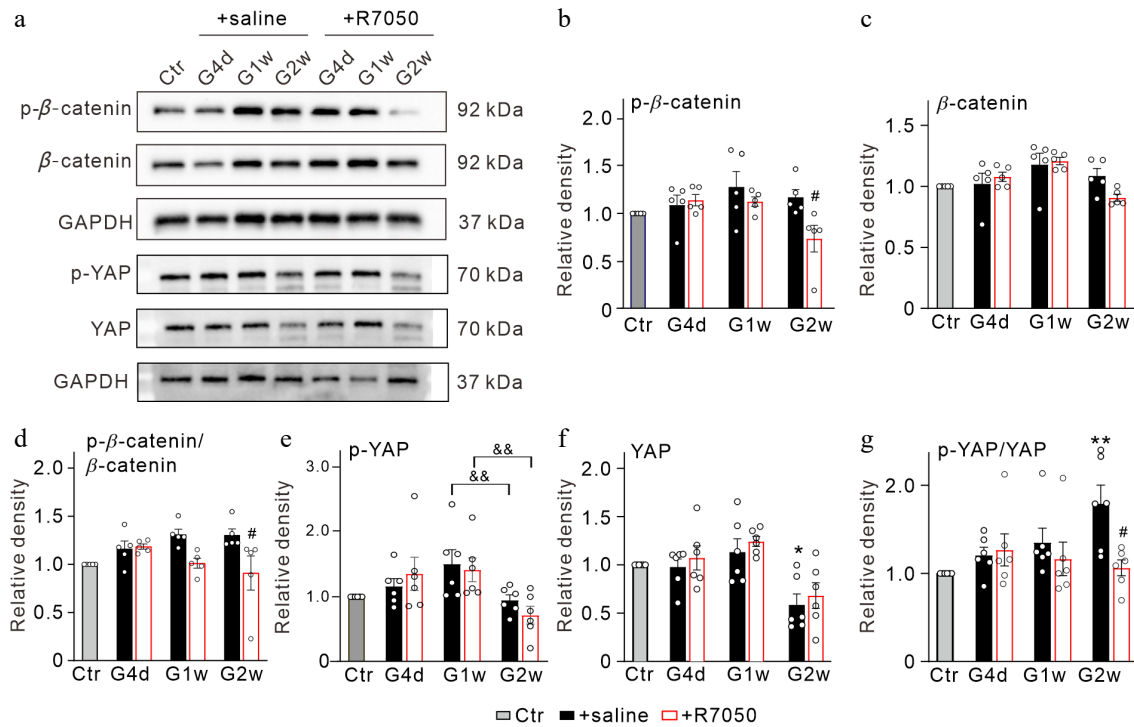 a
+saline +R7050
Ctr G4d G1w G2w G4d G1w G2w
p-β-catenin 92 kDa
β-catenin 92 kDa
GAPDH 37 kDa
p-YAP 70 kDa
YAP 70 kDa
GAPDH 37 kDa
b
p-β-catenin
Relative density
2.0
1.5
1.0
0.5
0
#
Ctr G4d G1w G2w
c
β-catenin
Relative density
1.5
1.0
0.5
0
Ctr G4d G1w G2w
d
p-β-catenin/
β-catenin
Relative density
2.0
1.5
1.0
0.5
0
#
Ctr G4d G1w G2w
e
p-YAP
Relative density
3.0
2.0
1.0
0
&&
&&
Ctr G4d G1w G2w
f
YAP
Relative density
2.0
1.5
1.0
0.5
0
*
Ctr G4d G1w G2w
g
p-YAP/YAP
Relative density
2.0
1.0
0
**
#
Ctr G4d G1w G2w
Ctr +saline +R7050